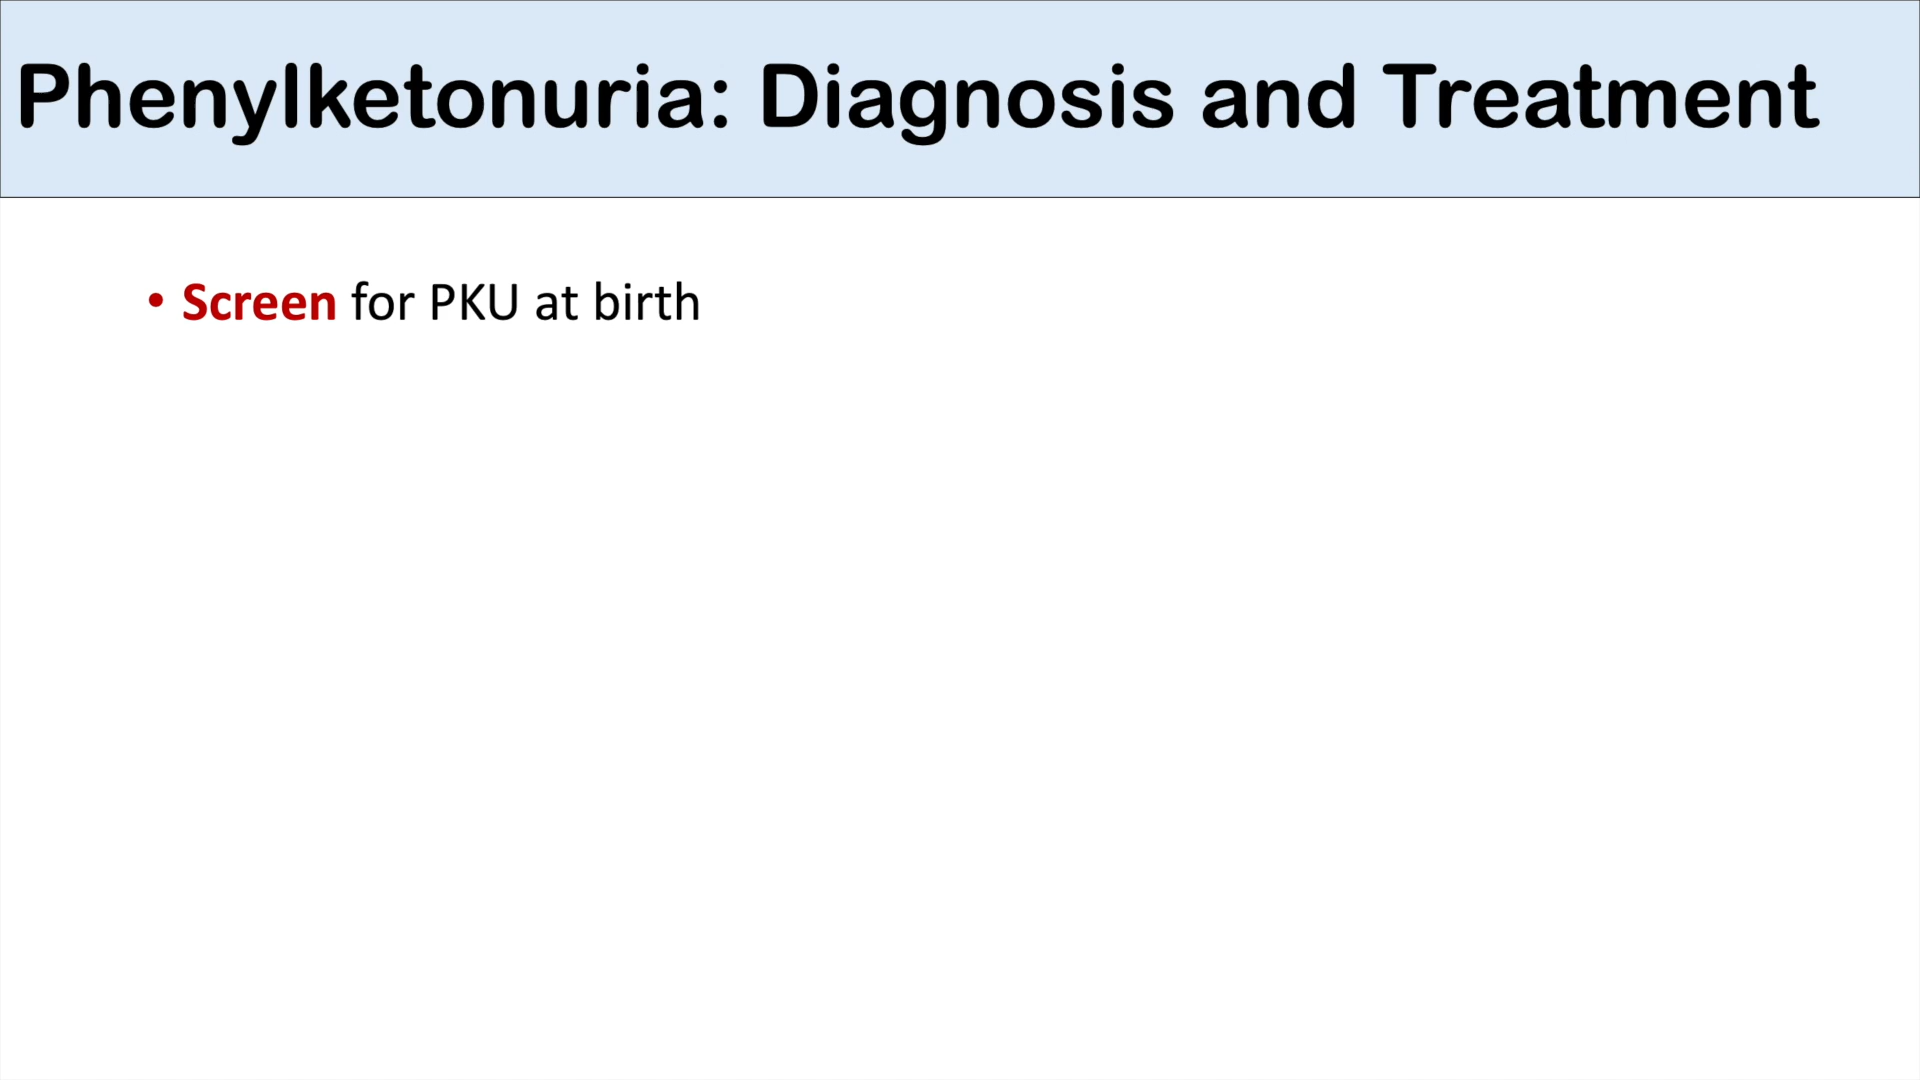 Phenylketonuria: Diagnosis and Treatment
• Screen for PKU at birth